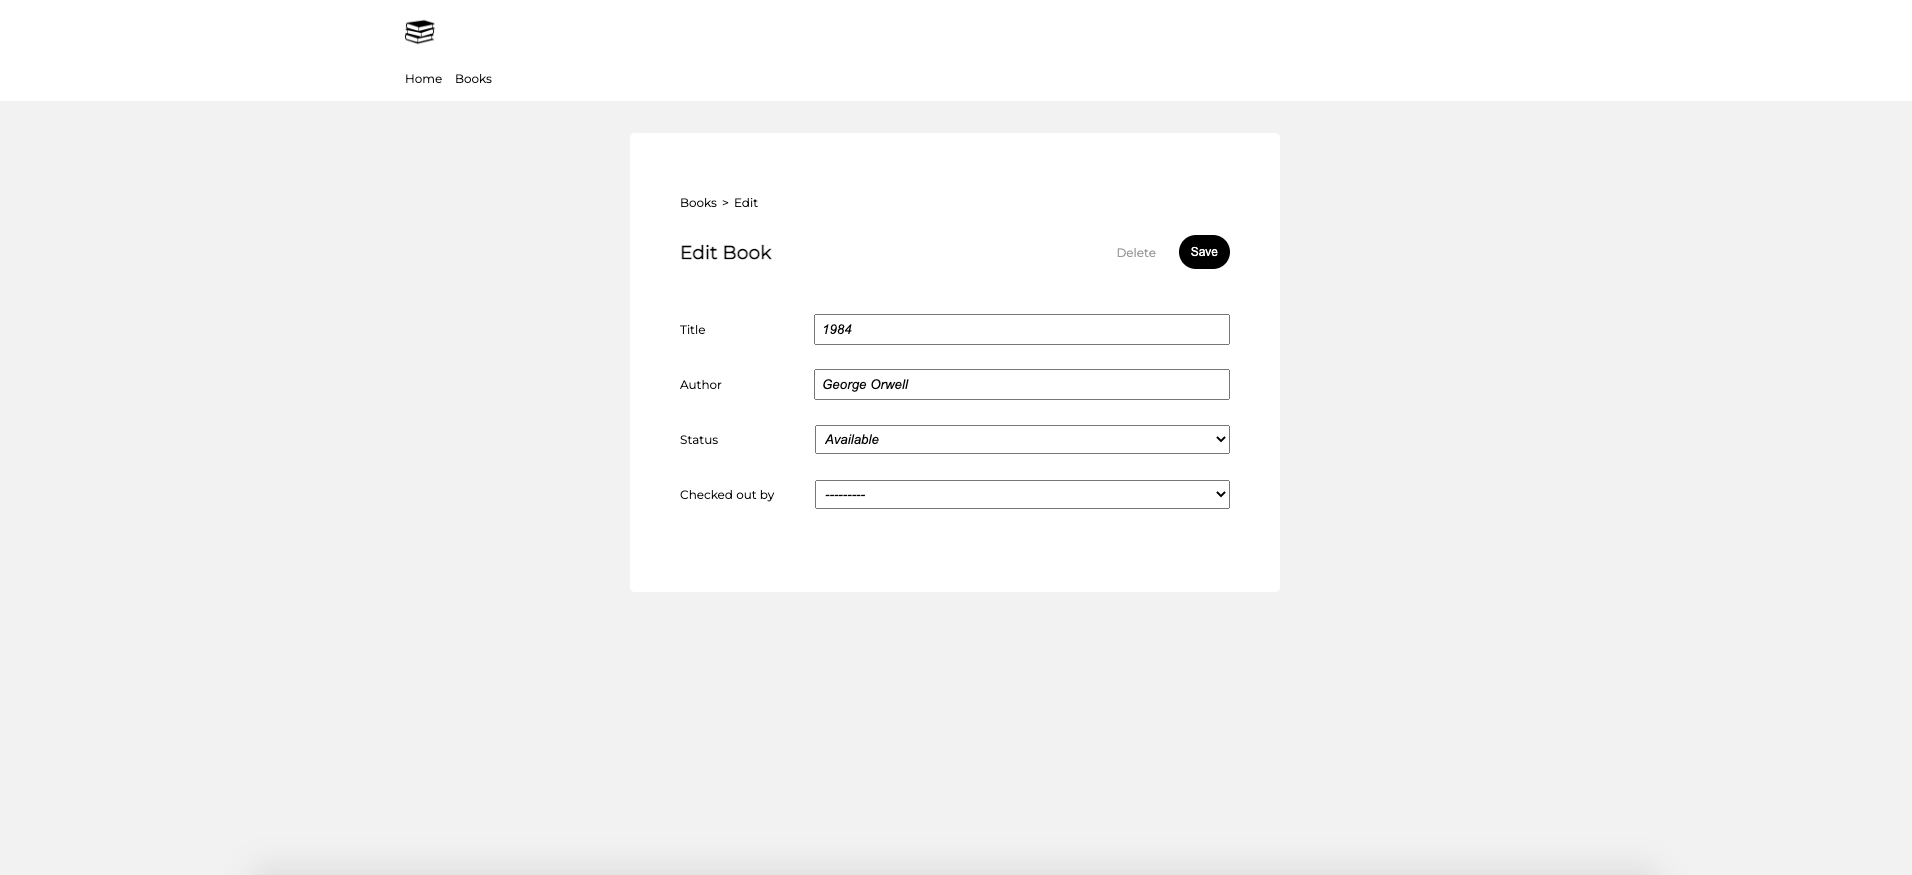 Home Books
Books > Edit
Edit Book Delete Save
Title 1984
Author George Orwell
Status Available
Checked out by ---------